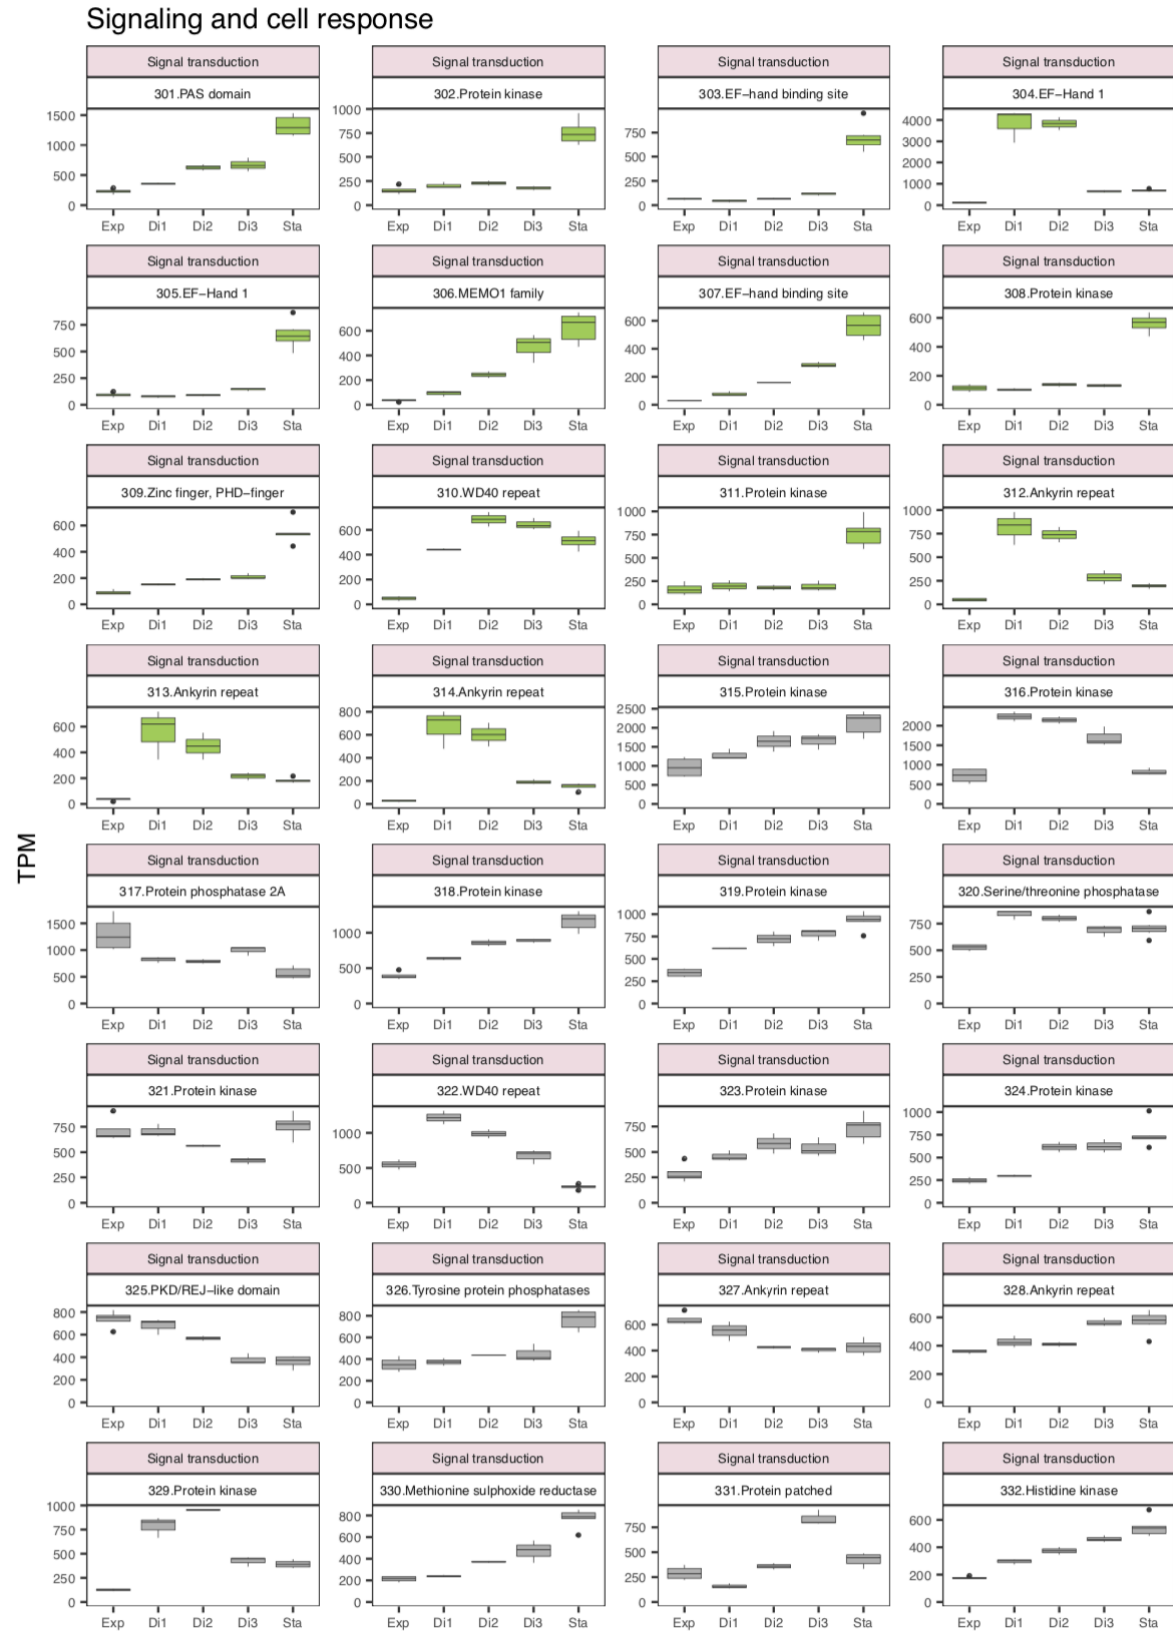 Signaling and cell response
TPM
Signal transduction Signal transduction Signal transduction Signal transduction
301.PAS domain 302.Protein kinase 303.EF−hand binding site 304.EF−Hand 1
1500 1000 500 0
1000 750 500 250 0
750 500 250 0
4000 3000 2000 1000 0
Exp Di1 Di2 Di3 Sta Exp Di1 Di2 Di3 Sta Exp Di1 Di2 Di3 Sta Exp Di1 Di2 Di3 Sta
Signal transduction Signal transduction Signal transduction Signal transduction
305.EF−Hand 1 306.MEMO1 family 307.EF−hand binding site 308.Protein kinase
750 500 250 0
600 400 200 0
600 400 200 0
600 400 200 0
Exp Di1 Di2 Di3 Sta Exp Di1 Di2 Di3 Sta Exp Di1 Di2 Di3 Sta Exp Di1 Di2 Di3 Sta
Signal transduction Signal transduction Signal transduction Signal transduction
309.Zinc finger, PHD−finger 310.WD40 repeat 311.Protein kinase 312.Ankyrin repeat
600 400 200 0
600 400 200 0
1000 750 500 250 0
1000 750 500 250 0
Exp Di1 Di2 Di3 Sta Exp Di1 Di2 Di3 Sta Exp Di1 Di2 Di3 Sta Exp Di1 Di2 Di3 Sta
Signal transduction Signal transduction Signal transduction Signal transduction
313.Ankyrin repeat 314.Ankyrin repeat 315.Protein kinase 316.Protein kinase
600 400 200 0
800 600 400 200 0
2500 2000 1500 1000 500 0
2000 1500 1000 500 0
Exp Di1 Di2 Di3 Sta Exp Di1 Di2 Di3 Sta Exp Di1 Di2 Di3 Sta Exp Di1 Di2 Di3 Sta
Signal transduction Signal transduction Signal transduction Signal transduction
317.Protein phosphatase 2A 318.Protein kinase 319.Protein kinase 320.Serine/threonine phosphatase
1500 1000 500 0
1000 500 0
1000 750 500 250 0
750 500 250 0
Exp Di1 Di2 Di3 Sta Exp Di1 Di2 Di3 Sta Exp Di1 Di2 Di3 Sta Exp Di1 Di2 Di3 Sta
Signal transduction Signal transduction Signal transduction Signal transduction
321.Protein kinase 322.WD40 repeat 323.Protein kinase 324.Protein kinase
750 500 250 0
1000 500 0
750 500 250 0
1000 750 500 250 0
Exp Di1 Di2 Di3 Sta Exp Di1 Di2 Di3 Sta Exp Di1 Di2 Di3 Sta Exp Di1 Di2 Di3 Sta
Signal transduction Signal transduction Signal transduction Signal transduction
325.PKD/REJ−like domain 326.Tyrosine protein phosphatases 327.Ankyrin repeat 328.Ankyrin repeat
800 600 400 200 0
800 600 400 200 0
600 400 200 0
600 400 200 0
Exp Di1 Di2 Di3 Sta Exp Di1 Di2 Di3 Sta Exp Di1 Di2 Di3 Sta Exp Di1 Di2 Di3 Sta
Signal transduction Signal transduction Signal transduction Signal transduction
329.Protein kinase 330.Methionine sulphoxide reductase 331.Protein patched 332.Histidine kinase
1000 750 500 250 0
800 600 400 200 0
750 500 250 0
600 400 200 0
Exp Di1 Di2 Di3 Sta Exp Di1 Di2 Di3 Sta Exp Di1 Di2 Di3 Sta Exp Di1 Di2 Di3 Sta